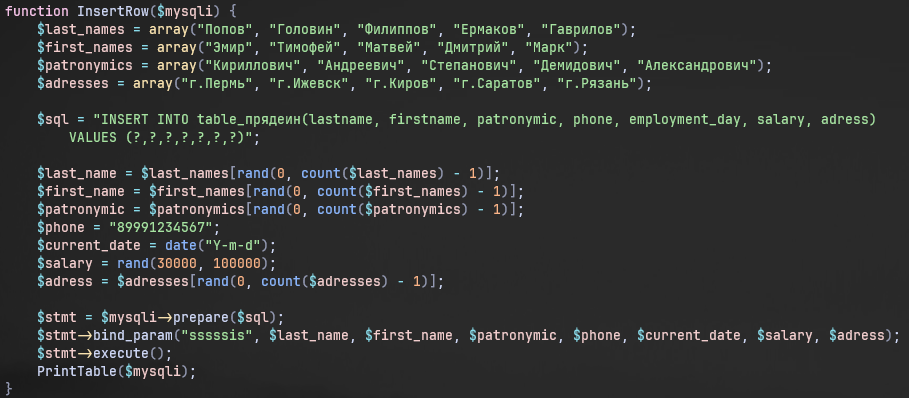 function InsertRow($mysqli) {
    $last_names = array("Попов", "Головин", "Филиппов", "Ермаков", "Гаврилов");
    $first_names = array("Эмир", "Тимофей", "Матвей", "Дмитрий", "Марк");
    $patronymics = array("Кириллович", "Андреевич", "Степанович", "Демидович", "Александрович");
    $adresses = array("г.Пермь", "г.Ижевск", "г.Киров", "г.Саратов", "г.Рязань");

    $sql = "INSERT INTO table_прядеин(lastname, firstname, patronymic, phone, employment_day, salary, adress)
        VALUES (?,?,?,?,?,?,?)";

    $last_name = $last_names[rand(0, count($last_names) - 1)];
    $first_name = $first_names[rand(0, count($first_names) - 1)];
    $patronymic = $patronymics[rand(0, count($patronymics) - 1)];
    $phone = "89991234567";
    $current_date = date("Y-m-d");
    $salary = rand(30000, 100000);
    $adress = $adresses[rand(0, count($adresses) - 1)];

    $stmt = $mysqli->prepare($sql);
    $stmt->bind_param("sssssis", $last_name, $first_name, $patronymic, $phone, $current_date, $salary, $adress);
    $stmt->execute();
    PrintTable($mysqli);
}